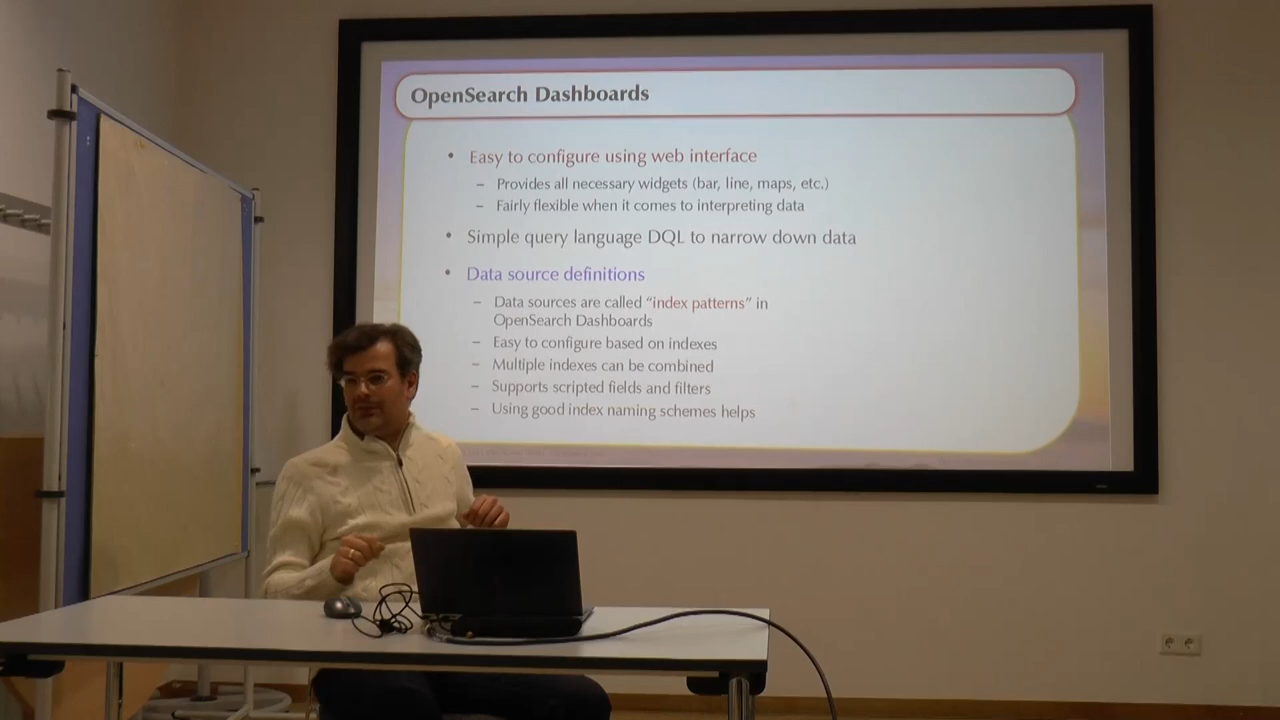 OpenSearch Dashboards
• Easy to configure using web interface
– Provides all necessary widgets (bar, line, maps, etc.)
– Fairly flexible when it comes to interpreting data
• Simple query language DQL to narrow down data
• Data source definitions
– Data sources are called “index patterns” in
OpenSearch Dashboards
– Easy to configure based on indexes
– Multiple indexes can be combined
– Supports scripted fields and filters
– Using good index naming schemes helps